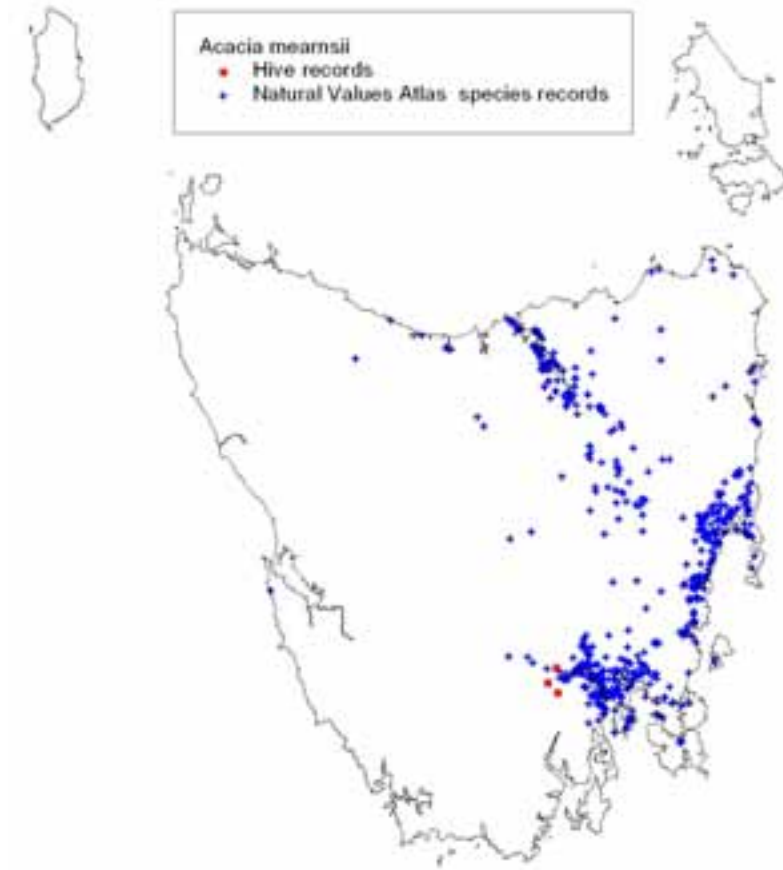 Acacia mearnsii
Hive records
Natural Values Atlas species records